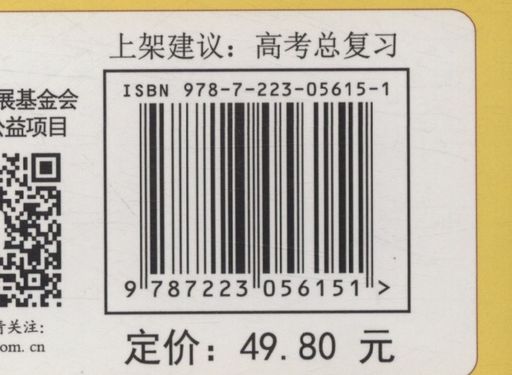 上架建议：高考总复习
ISBN 978-7-223-05615-1
9 787223 056151 >
定价：49.80 元
展基金会
公益项目
请关注：
om.cn